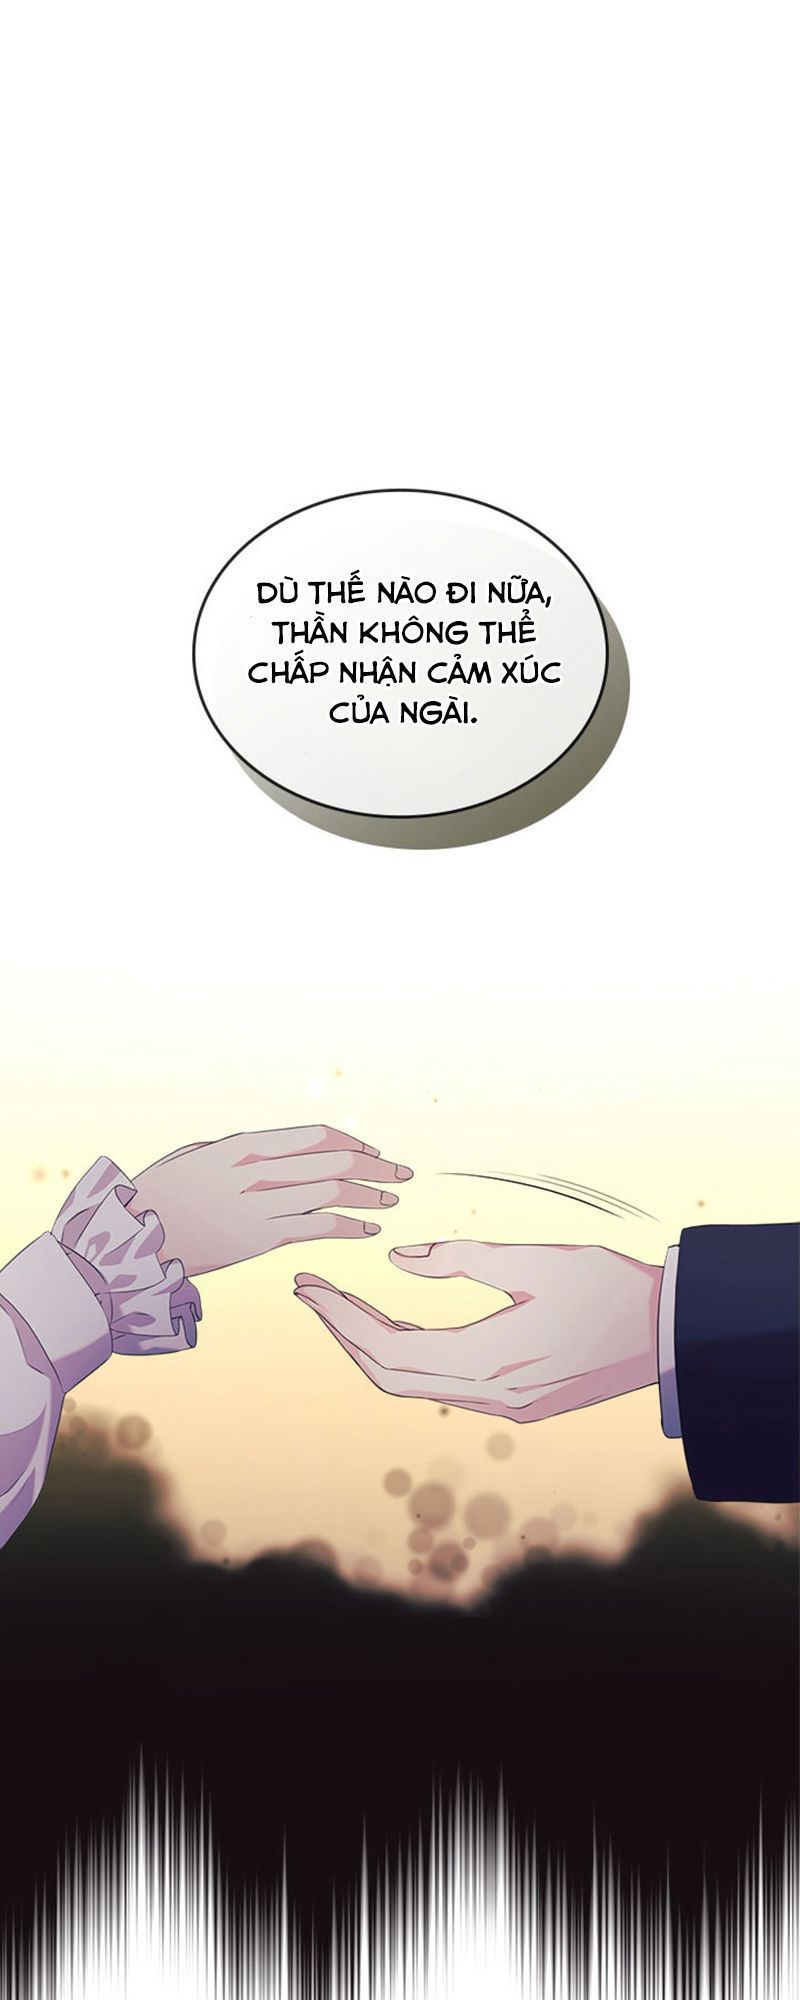 DÙ THẾ NÀO ĐI NỮA,
THẦN KHÔNG THỂ
CHẤP NHẬN CẢM XÚC
CỦA NGÀI.